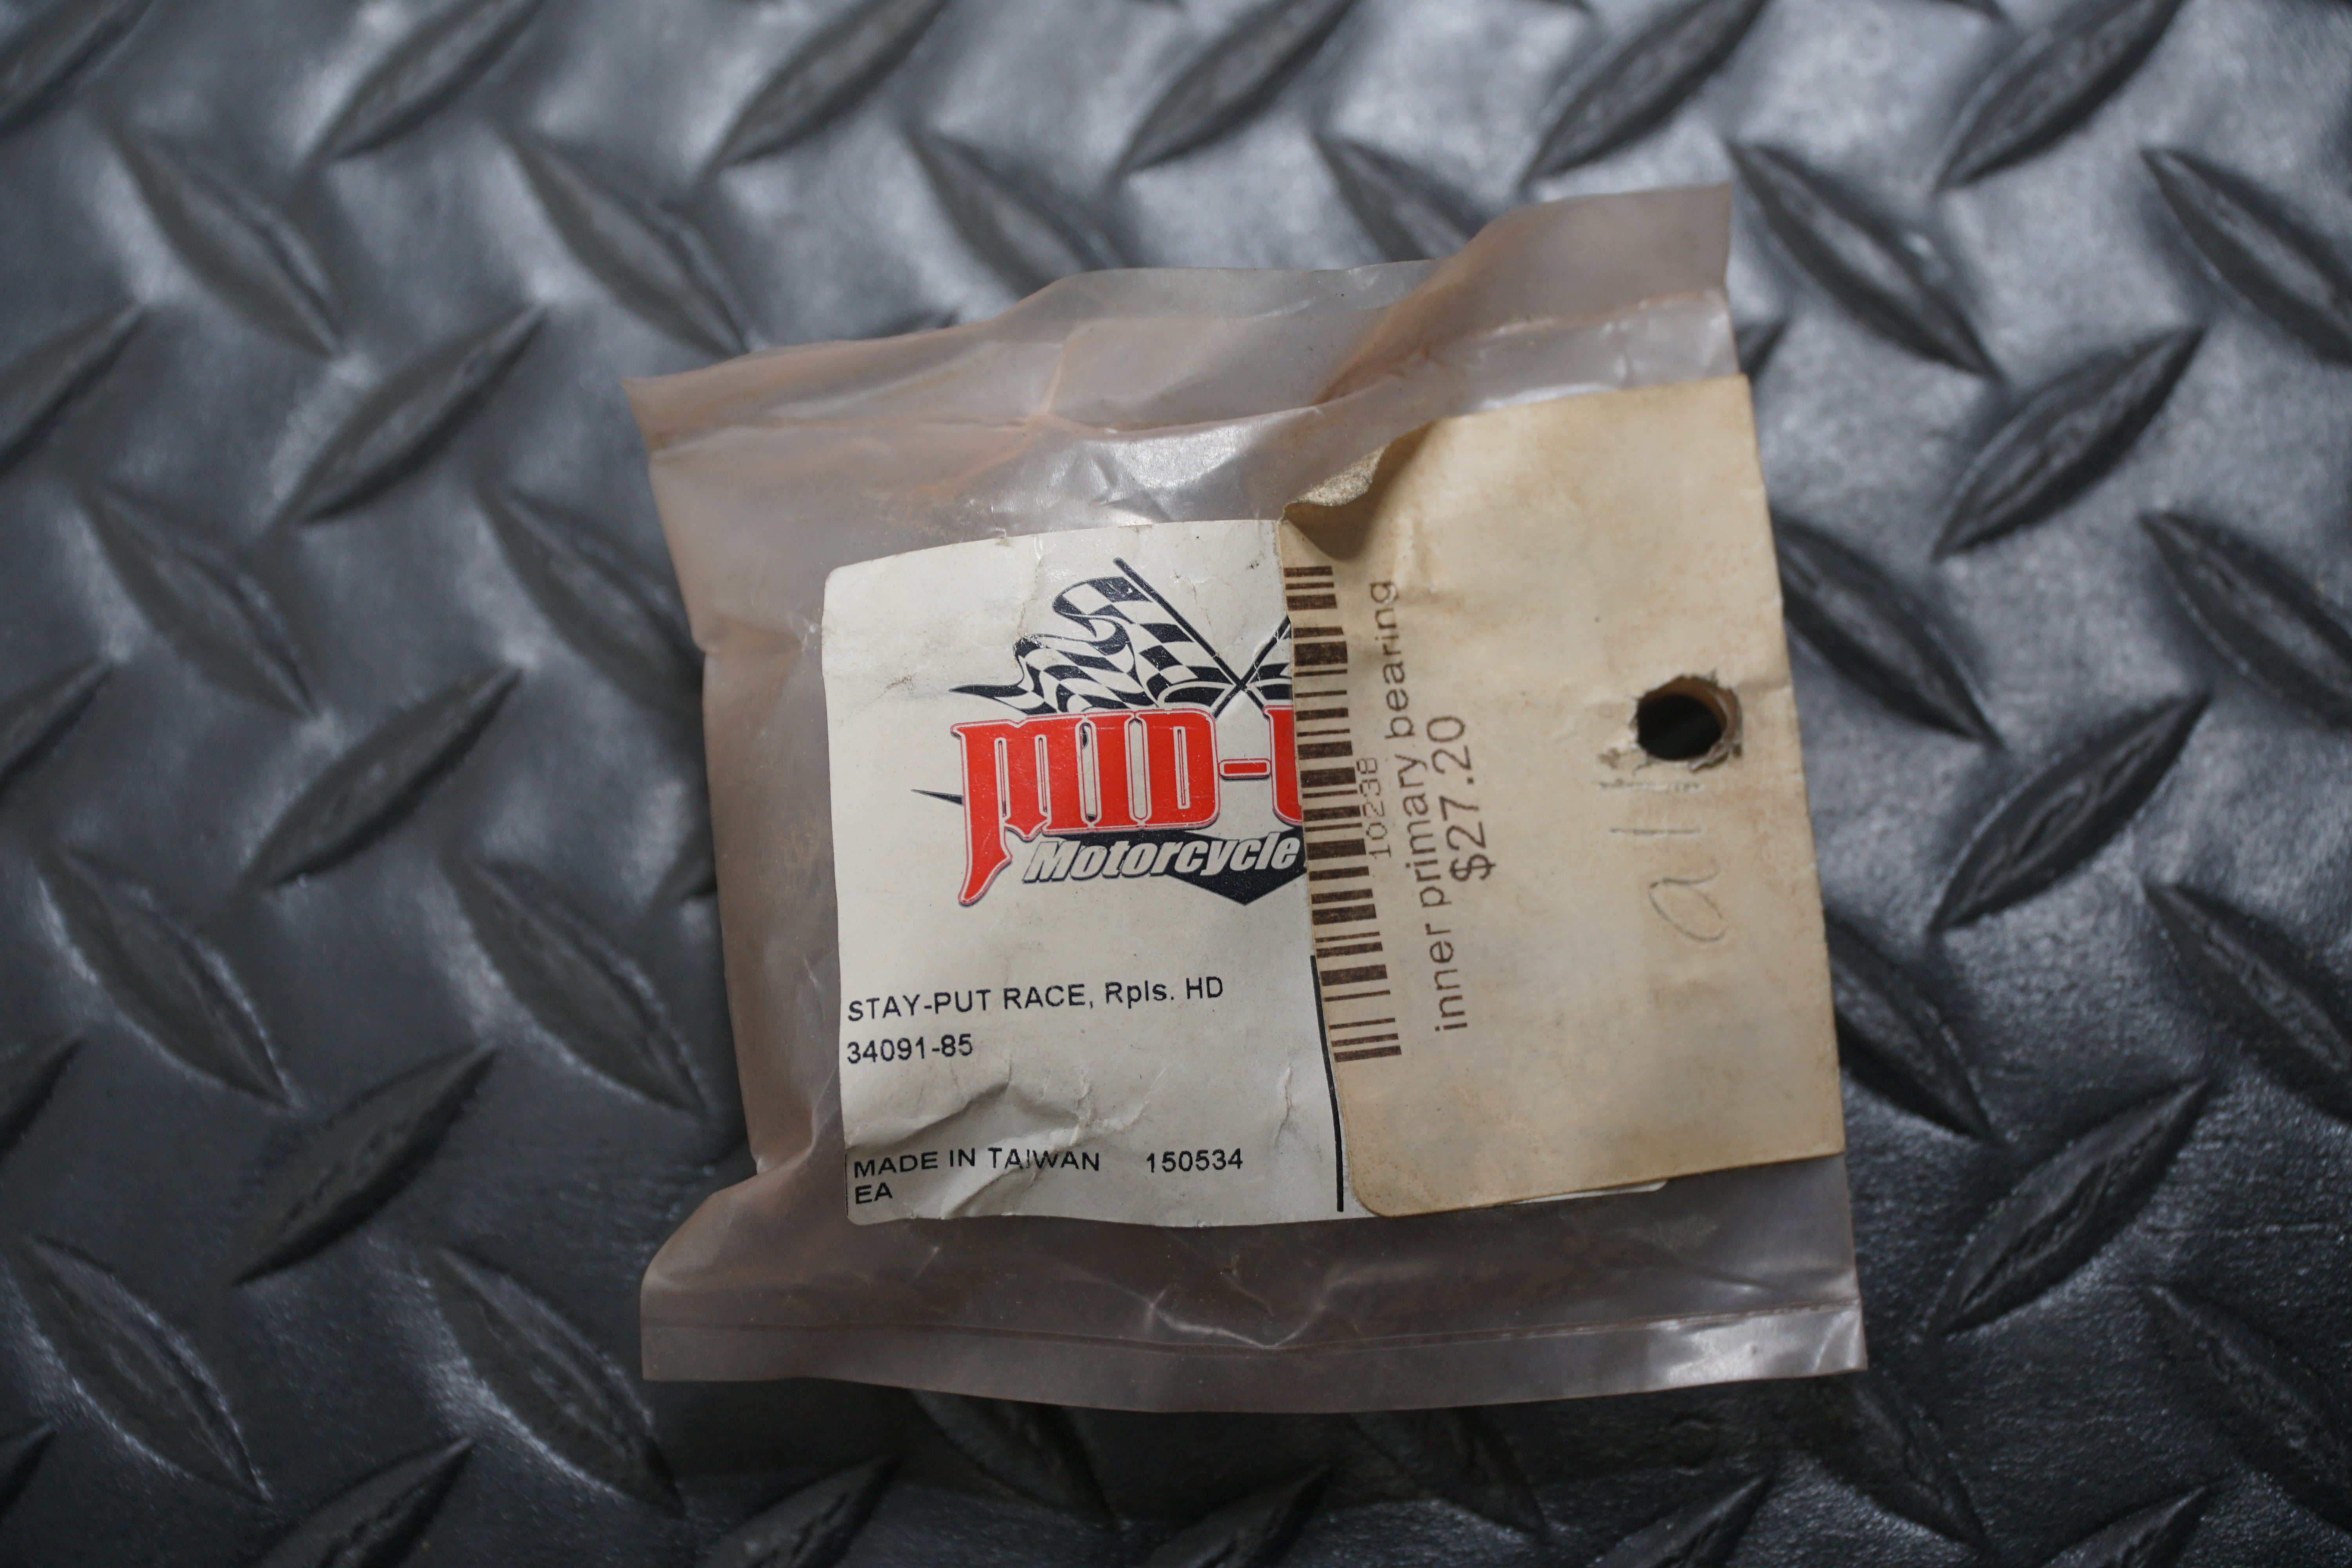 MID-U
Motorcycle
STAY-PUT RACE, Rpls. HD
34091-85
MADE IN TAIWAN 150534
EA
10238
inner primary bearing
$27.20
all